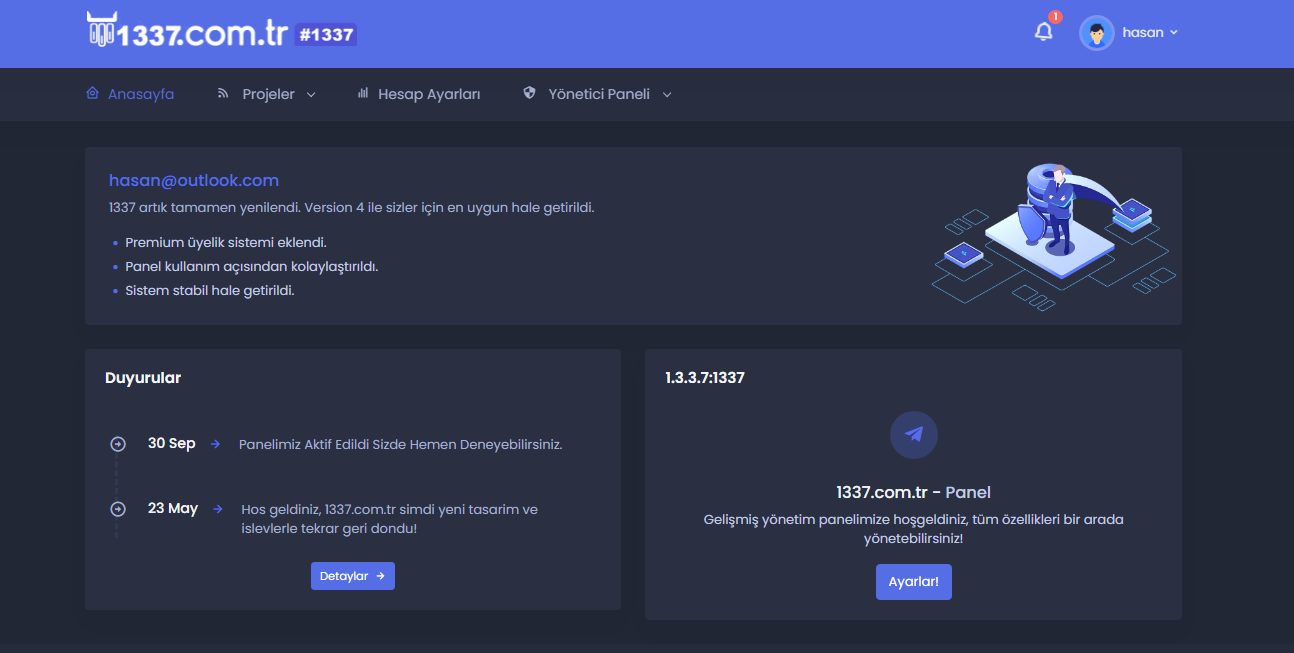 1337.com.tr #1337
1
hasan
Anasayfa
Projeler
Hesap Ayarları
Yönetici Paneli
hasan@outlook.com
1337 artık tamamen yenilendi. Version 4 ile sizler için en uygun hale getirildi.
Premium üyelik sistemi eklendi.
Panel kullanım açısından kolaylaştırıldı.
Sistem stabil hale getirildi.
Duyurular
30 Sep
Panelimiz Aktif Edildi Sizde Hemen Deneyebilirsiniz.
23 May
Hos geldiniz, 1337.com.tr simdi yeni tasarim ve
islevlerle tekrar geri dondu!
Detaylar
1.3.3.7:1337
1337.com.tr - Panel
Gelişmiş yönetim panelimize hoşgeldiniz, tüm özellikleri bir arada
yönetebilirsiniz!
Ayarlar!